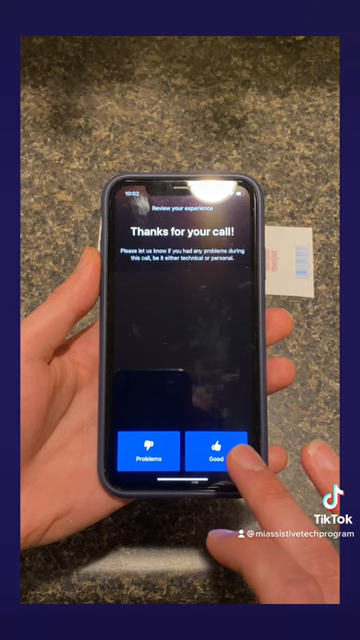 10:02
Review your experience
Thanks for your call!
Please let us know if you had any problems during
this call, be it either technical or personal.
Problems
Good
TikTok
@miassistivetechprogram